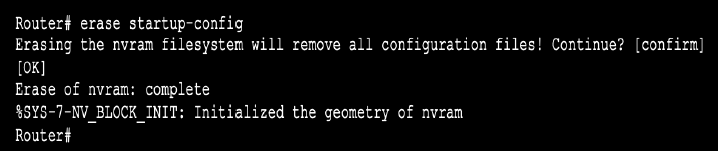 Router# erase startup-config
Erasing the nvram filesystem will remove all configuration files! Continue? [confirm]
[OK]
Erase of nvram: complete
%SYS-7-NV_BLOCK_INIT: Initialized the geometry of nvram
Router#